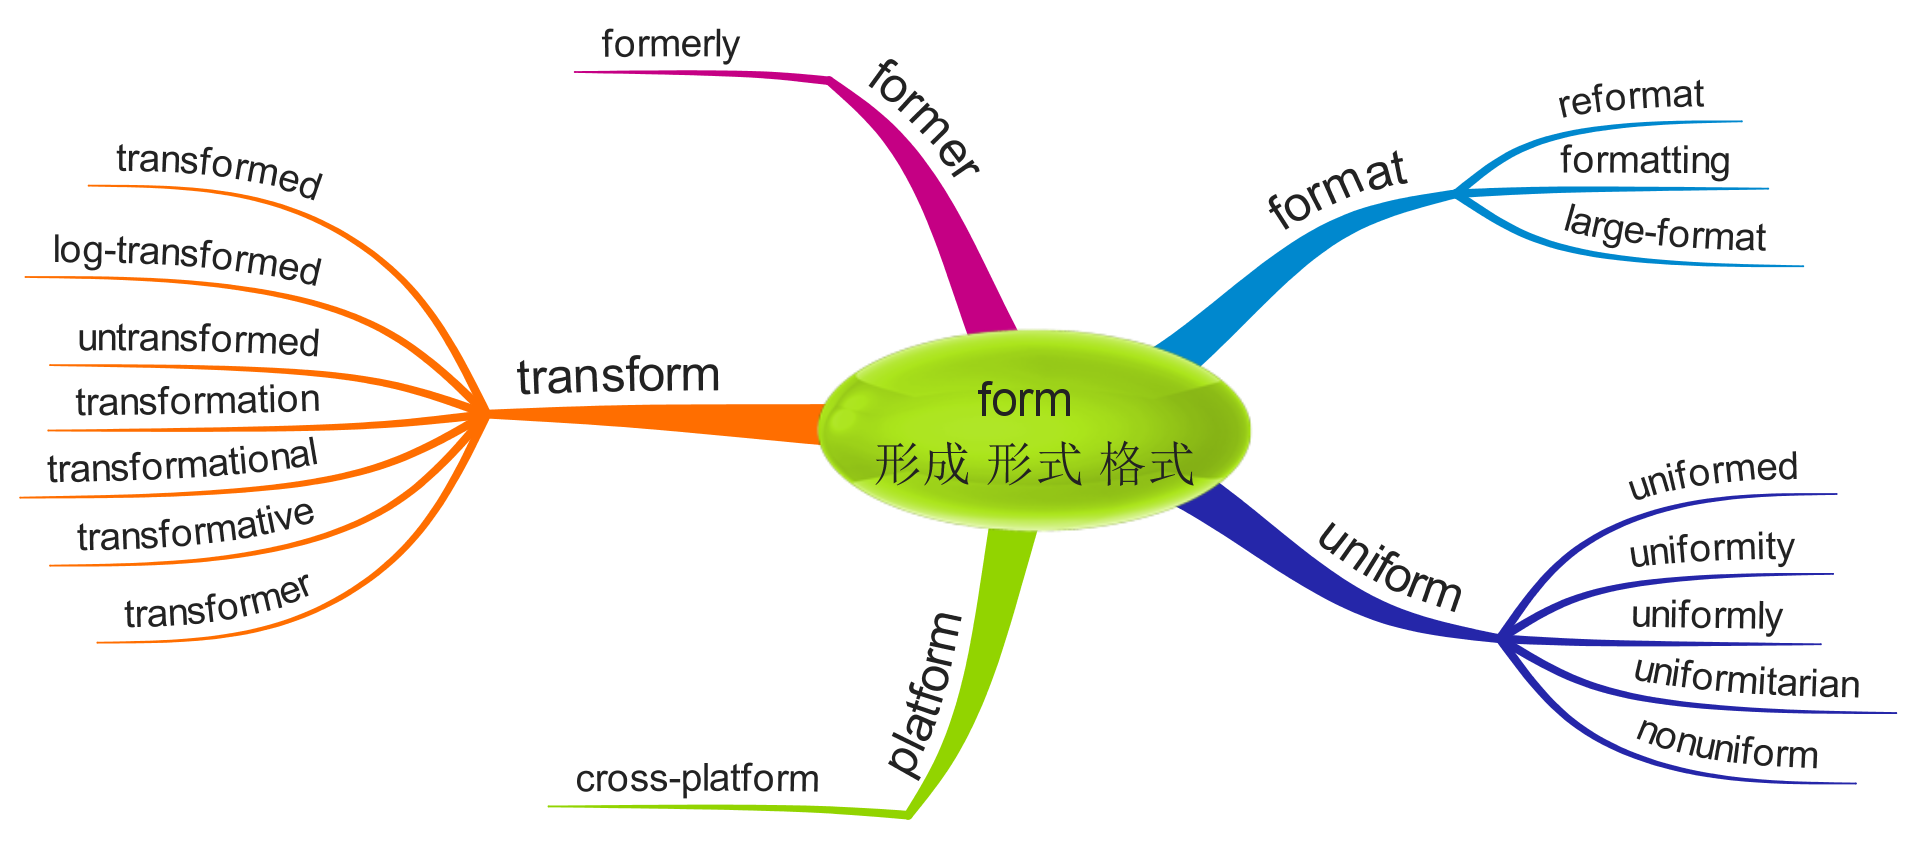 form
形成 形式 格式
format
reformat
formatting
large-format
uniform
uniformed
uniformity
uniformly
uniformitarian
nonuniform
platform
cross-platform
transform
transformed
log-transformed
untransformed
transformation
transformational
transformative
transformer
former
formerly